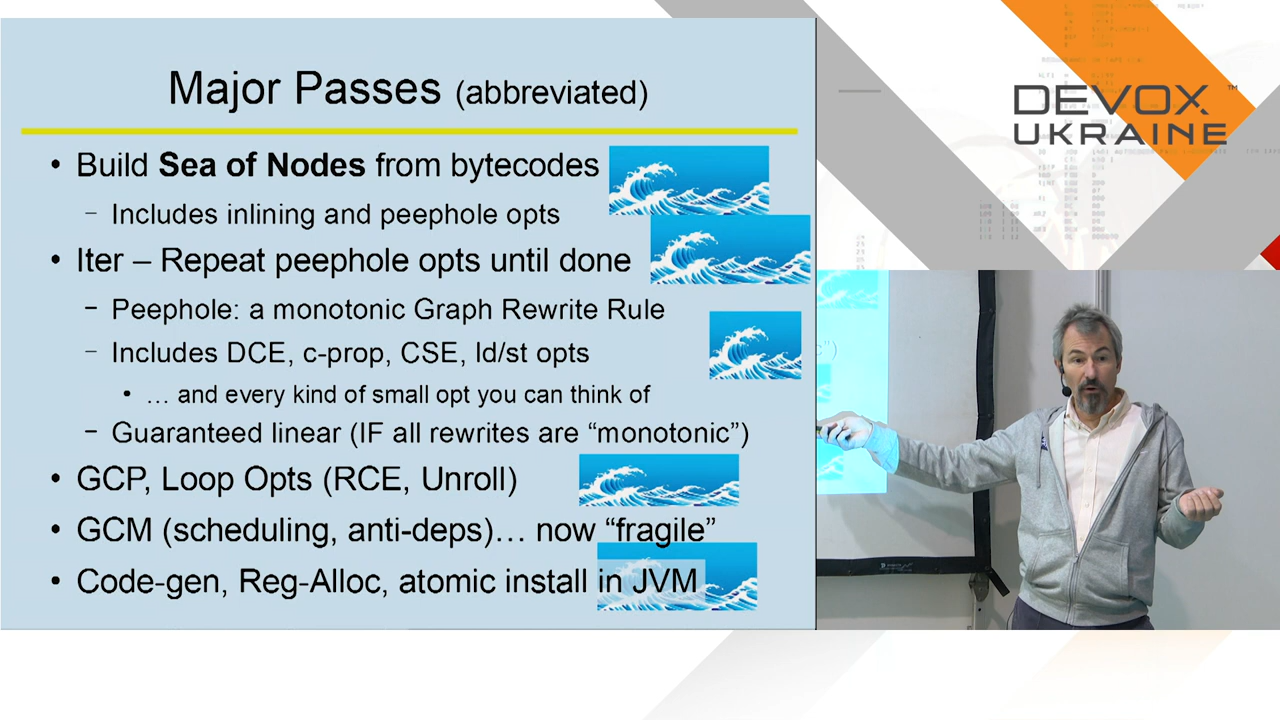 Major Passes (abbreviated)
• Build Sea of Nodes from bytecodes
– Includes inlining and peephole opts
• Iter – Repeat peephole opts until done
– Peephole: a monotonic Graph Rewrite Rule
– Includes DCE, c-prop, CSE, ld/st opts
• … and every kind of small opt you can think of
– Guaranteed linear (IF all rewrites are “monotonic”)
• GCP, Loop Opts (RCE, Unroll)
• GCM (scheduling, anti-deps)… now “fragile”
• Code-gen, Reg-Alloc, atomic install in JVM
DEVOX™
UKRAINE